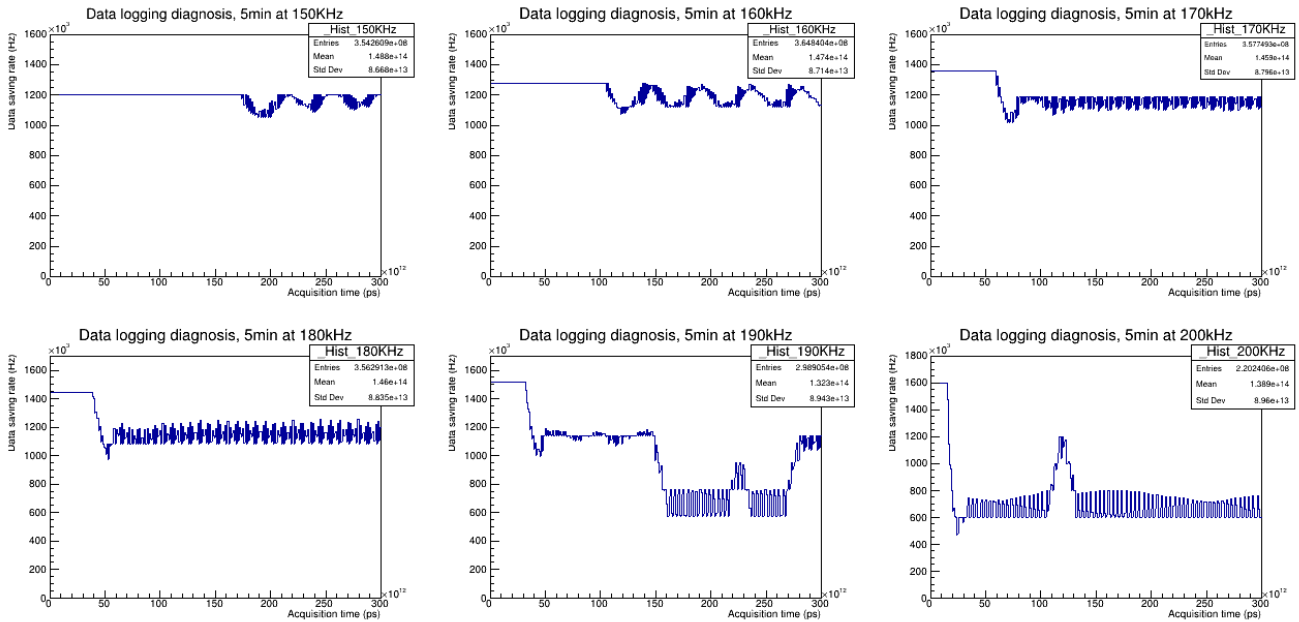 Data logging diagnosis, 5min at 150KHz
Data saving rate (Hz)
×10³
1600
1400
1200
1000
800
600
400
200
0
_Hist_150KHz
Entries 3.542609e+08
Mean 1.488e+14
Std Dev 8.668e+13
0 50 100 150 200 250 300
×10¹²
Acquisition time (ps)
Data logging diagnosis, 5min at 160kHz
Data saving rate (Hz)
×10³
1600
1400
1200
1000
800
600
400
200
0
_Hist_160KHz
Entries 3.648404e+08
Mean 1.474e+14
Std Dev 8.714e+13
0 50 100 150 200 250 300
×10¹²
Acquisition time (ps)
Data logging diagnosis, 5min at 170kHz
Data saving rate (Hz)
×10³
1600
1400
1200
1000
800
600
400
200
0
_Hist_170KHz
Entries 3.577493e+08
Mean 1.459e+14
Std Dev 8.796e+13
0 50 100 150 200 250 300
×10¹²
Acquisition time (ps)
Data logging diagnosis, 5min at 180kHz
Data saving rate (Hz)
×10³
1600
1400
1200
1000
800
600
400
200
0
_Hist_180KHz
Entries 3.562913e+08
Mean 1.46e+14
Std Dev 8.835e+13
0 50 100 150 200 250 300
×10¹²
Acquisition time (ps)
Data logging diagnosis, 5min at 190kHz
Data saving rate (Hz)
×10³
1600
1400
1200
1000
800
600
400
200
0
_Hist_190KHz
Entries 2.989054e+08
Mean 1.323e+14
Std Dev 8.943e+13
0 50 100 150 200 250 300
×10¹²
Acquisition time (ps)
Data logging diagnosis, 5min at 200kHz
Data saving rate (Hz)
×10³
1800
1600
1400
1200
1000
800
600
400
200
0
_Hist_200KHz
Entries 2.202406e+08
Mean 1.389e+14
Std Dev 8.96e+13
0 50 100 150 200 250 300
×10¹²
Acquisition time (ps)